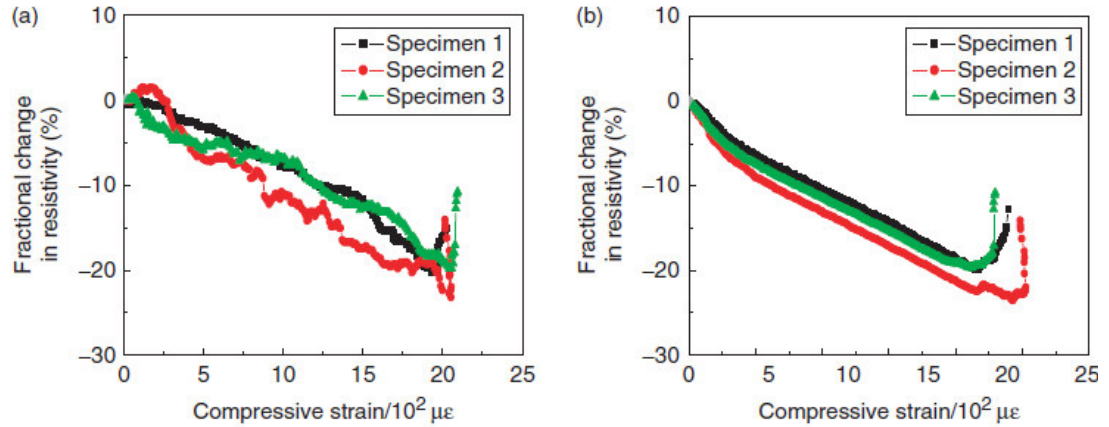 (a)
10
0
−10
−20
−30
Fractional change
in resistivity (%)
Specimen 1
Specimen 2
Specimen 3
0 5 10 15 20 25
Compressive strain/10² με
(b)
10
0
−10
−20
−30
Fractional change
in resistivity (%)
Specimen 1
Specimen 2
Specimen 3
0 5 10 15 20 25
Compressive strain/10² με